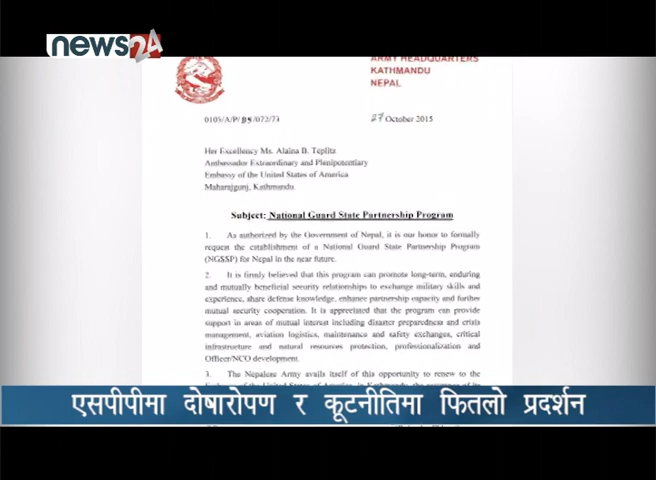 news24
ARMY HEADQUARTERS
KATHMANDU
NEPAL
27 October 2015
Her Excellency Ms. Alaina B. Teplitz
Ambassador Extraordinary and Plenipotentiary
Embassy of the United States of America
Maharajgunj, Kathmandu.
Subject: National Guard State Partnership Program
1. As authorized by the Government of Nepal, it is our honor to formally
request the establishment of a National Guard State Partnership Program
(NGSPP) for Nepal in the near future.
2. It is firmly believed that this program can promote long-term, enduring
and mutually beneficial security relationships to exchange military skills and
experience, share defense knowledge, enhance partnership capacity and further
mutual security cooperation. It is appreciated that the program can provide
support in areas of mutual interest including disaster preparedness and crisis
management, aviation logistics, maintenance and safety exchanges, critical
infrastructure and natural resources protection, professionalization and
Officer/NCO development.
3. The Nepalese Army avails itself of this opportunity to renew to the
एसपीपीमा दोषारोपण र कूटनीतिमा फितलो प्रदर्शन